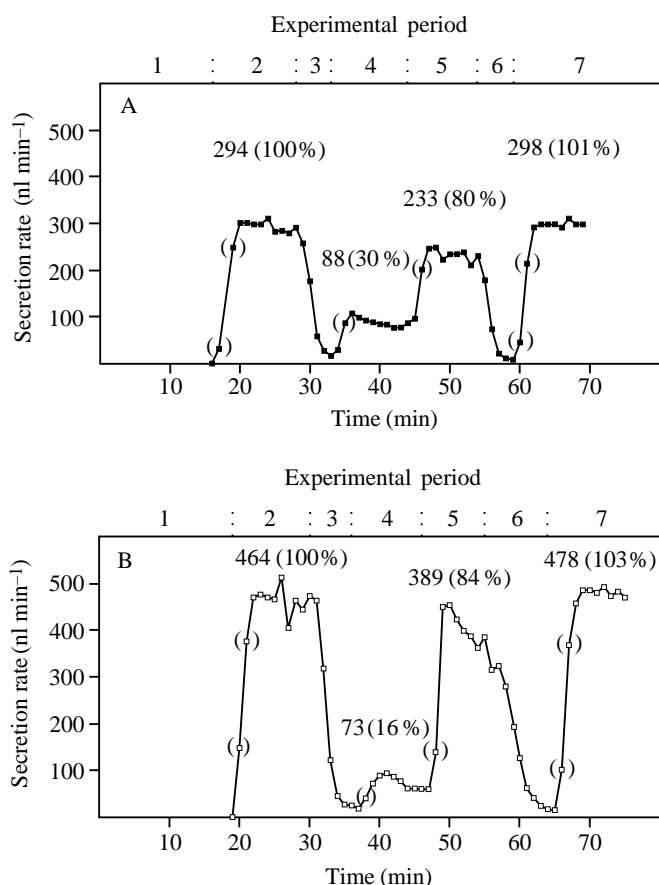 Experimental period
1 : 2 : 3 : 4 : 5 : 6 : 7
A
294 (100 %)
298 (101 %)
233 (80 %)
88 (30 %)
Secretion rate (nl min⁻¹)
500
400
300
200
100
( )
( )
( )
( )
( )
( )
10 20 30 40 50 60 70
Time (min)
Experimental period
1 : 2 : 3 : 4 : 5 : 6 : 7
B
464 (100 %)
389 (84 %)
478 (103 %)
73 (16 %)
Secretion rate (nl min⁻¹)
500
400
300
200
100
( )
( )
( )
( )
( )
( )
10 20 30 40 50 60 70
Time (min)